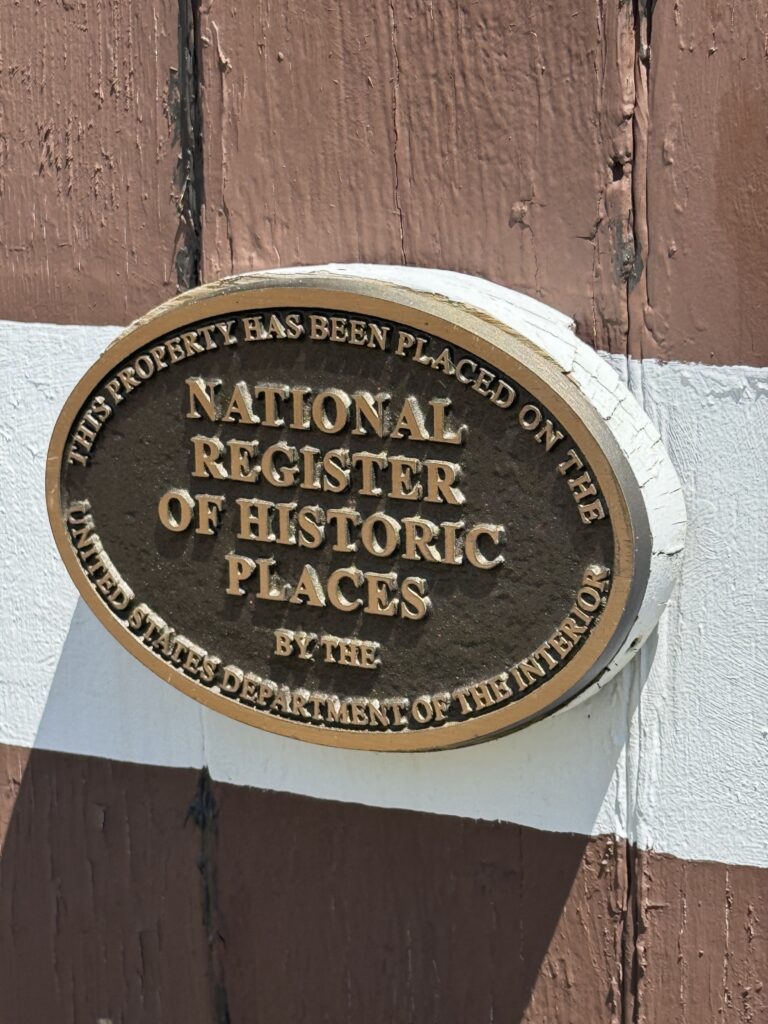 THIS PROPERTY HAS BEEN PLACED ON THE
NATIONAL
REGISTER
OF HISTORIC
PLACES
BY THE
UNITED STATES DEPARTMENT OF THE INTERIOR